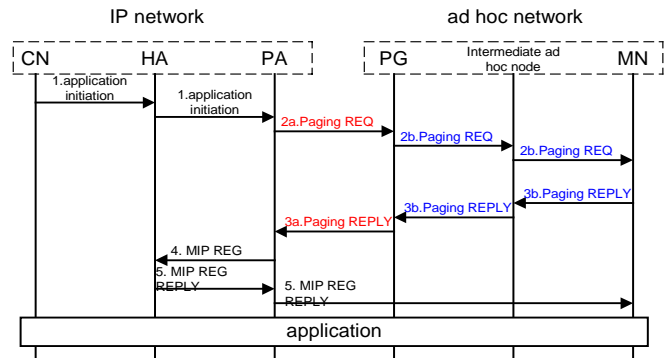 IP network
ad hoc network
CN
HA
PA
PG
Intermediate ad
hoc node
MN
1.application
initiation
1.application
initiation
2a.Paging REQ
2b.Paging REQ
2b.Paging REQ
3b.Paging REPLY
3b.Paging REPLY
3a.Paging REPLY
4. MIP REG
5. MIP REG
REPLY
5. MIP REG
REPLY
application